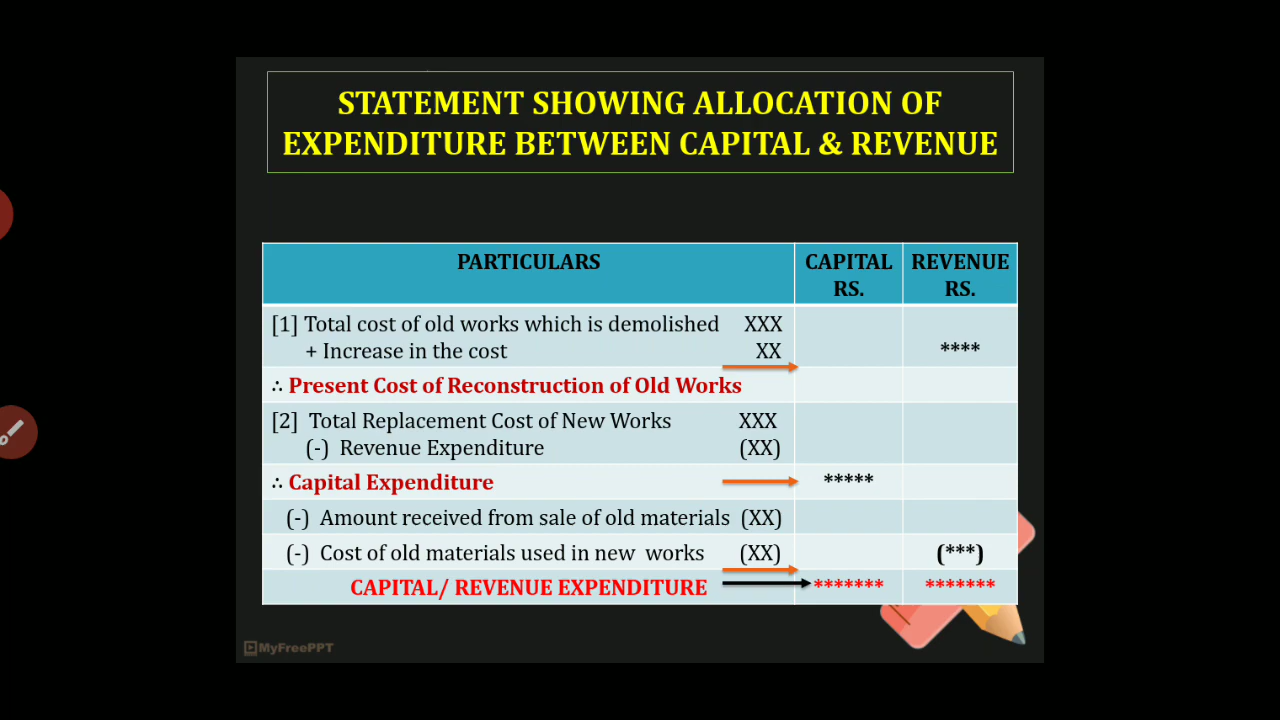 STATEMENT SHOWING ALLOCATION OF
EXPENDITURE BETWEEN CAPITAL & REVENUE
PARTICULARS CAPITAL REVENUE
RS. RS.
[1] Total cost of old works which is demolished XXX
+ Increase in the cost XX ****
∴ Present Cost of Reconstruction of Old Works
[2] Total Replacement Cost of New Works XXX
(-) Revenue Expenditure (XX)
∴ Capital Expenditure *****
(-) Amount received from sale of old materials (XX)
(-) Cost of old materials used in new works (XX) (***)
CAPITAL/ REVENUE EXPENDITURE ******* *******
MyFreePPT